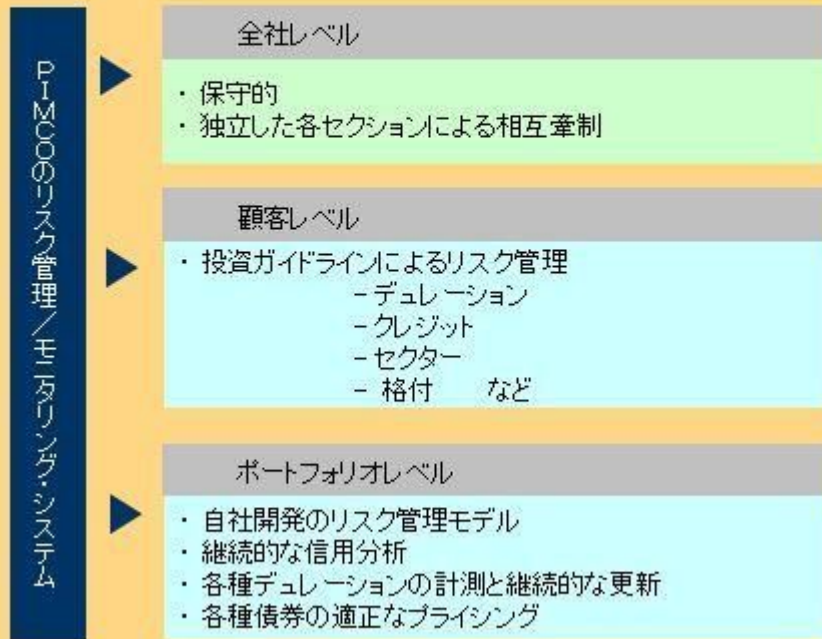 PIMCOのリスク管理/モニタリング・システム
全社レベル
・保守的
・独立した各セクションによる相互牽制
顧客レベル
・投資ガイドラインによるリスク管理
－デュレーション
－クレジット
－セクター
－ 格付　　など
ポートフォリオレベル
・自社開発のリスク管理モデル
・継続的な信用分析
・各種デュレーションの計測と継続的な更新
・各種債券の適正なプライシング